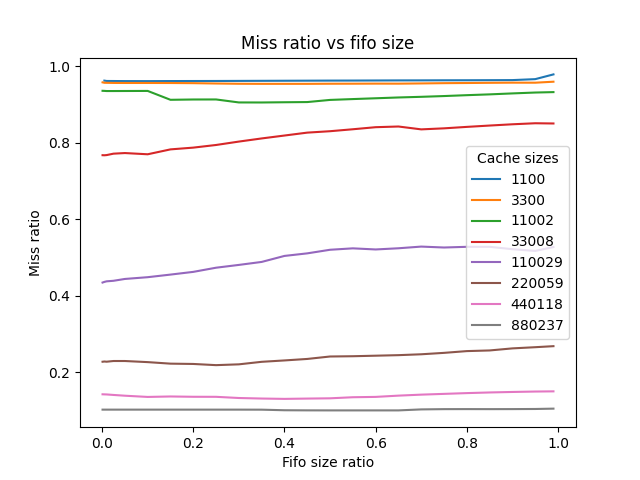 Miss ratio vs fifo size
1.0
0.8
0.6
0.4
0.2
Miss ratio
Cache sizes
1100
3300
11002
33008
110029
220059
440118
880237
0.0 0.2 0.4 0.6 0.8 1.0
Fifo size ratio